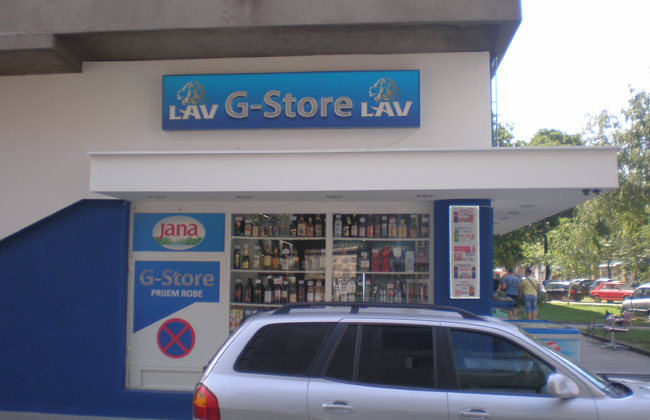 LAV G-Store LAV
jana
G-Store
PRIJEM ROBE